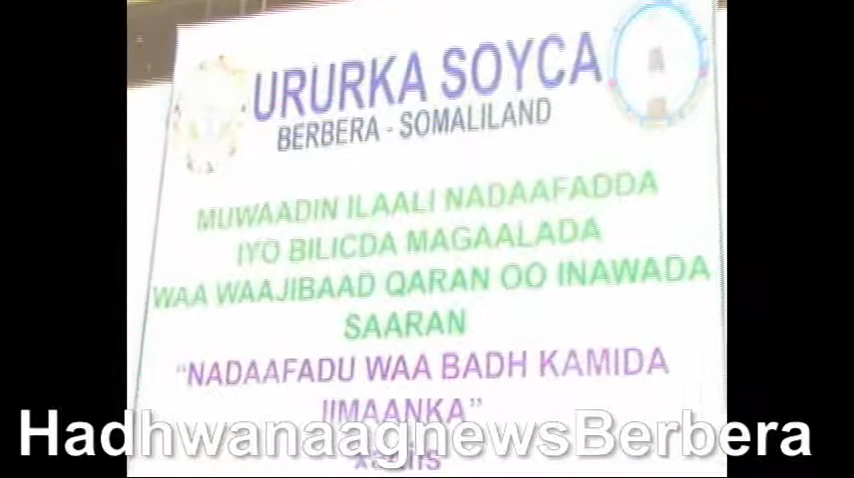 URURKA SOYCA
BERBERA - SOMALILAND
MUWAADIN ILAALI NADAAFADDA
IYO BILICDA MAGAALADA
WAA WAAJIBAAD QARAN OO INAWADA
SAARAN
"NADAAFADU WAA BADH KAMIDA
IIMAANKA"
HadhwanaagnewsBerbera